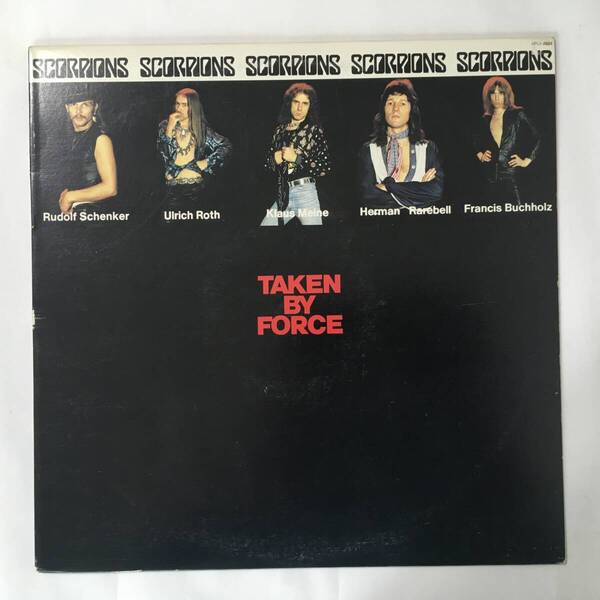 SCORPIONS SCORPIONS SCORPIONS SCORPIONS SCORPIONS
Rudolf Schenker Ulrich Roth Klaus Meine Herman Rarebell Francis Buchholz
TAKEN
BY
FORCE